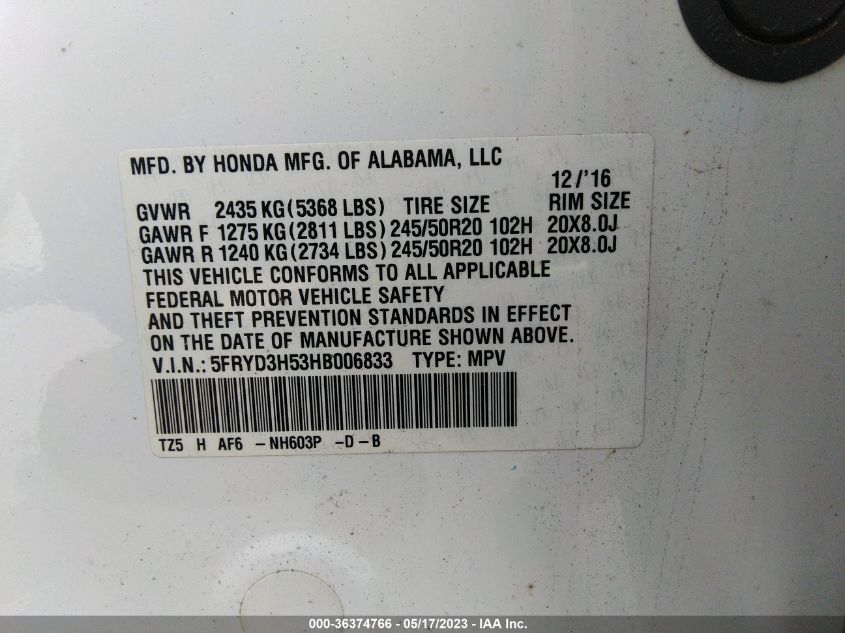 MFD. BY HONDA MFG. OF ALABAMA, LLC
12/'16
GVWR 2435 KG(5368 LBS) TIRE SIZE RIM SIZE
GAWR F 1275 KG(2811 LBS)245/50R20 102H 20X8.0J
GAWR R 1240 KG(2734 LBS)245/50R20 102H 20X8.0J
THIS VEHICLE CONFORMS TO ALL APPLICABLE
FEDERAL MOTOR VEHICLE SAFETY
AND THEFT PREVENTION STANDARDS IN EFFECT
ON THE DATE OF MANUFACTURE SHOWN ABOVE.
V.I.N.: 5FRYD3H53HB006833 TYPE: MPV
TZ5 H AF6 -NH603P -D-B
000-36374766 - 05/17/2023 - IAA Inc.